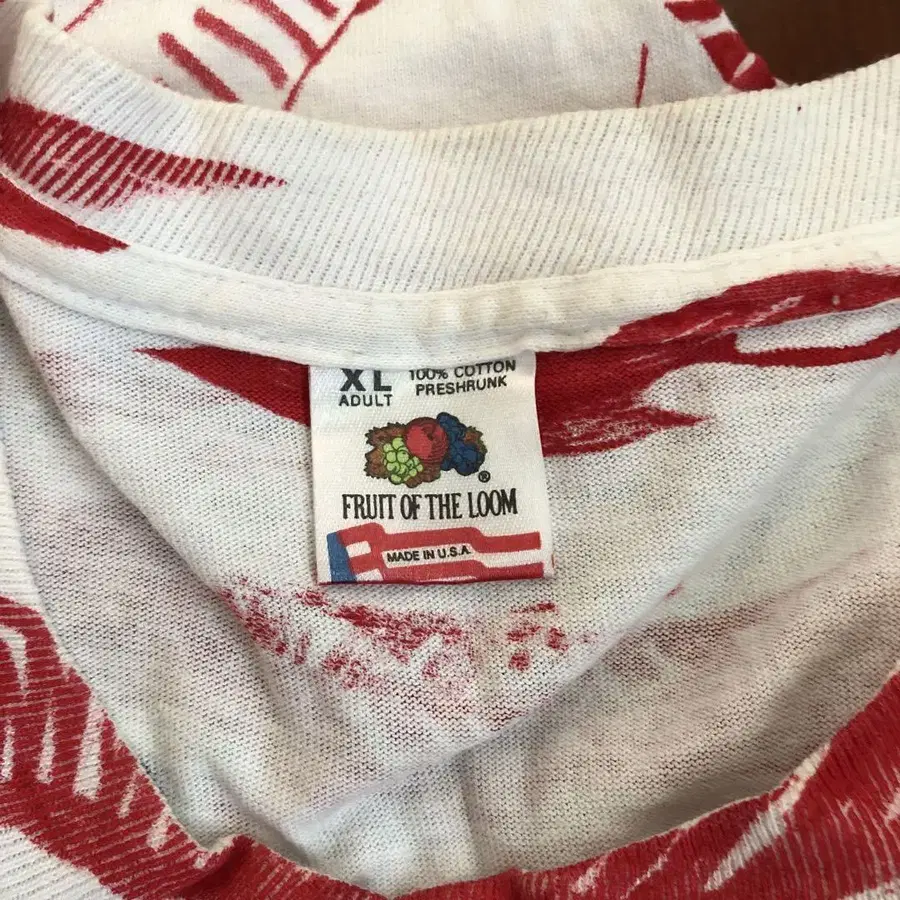 XL 100% COTTON
ADULT PRESHRUNK
®
FRUIT OF THE LOOM
MADE IN U.S.A.